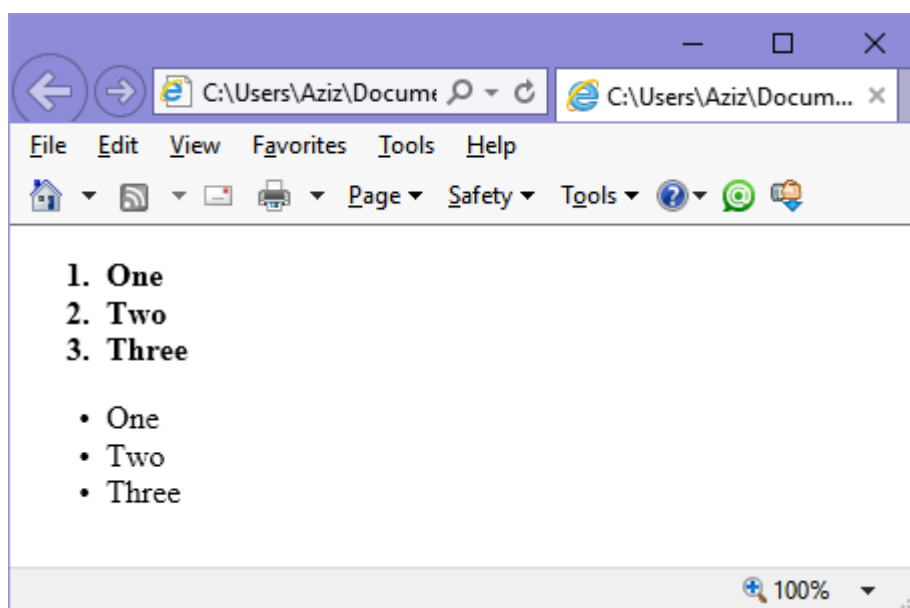 C:\Users\Aziz\Docume
C:\Users\Aziz\Docum...
File Edit View Favorites Tools Help
Page Safety Tools
1. One
2. Two
3. Three
• One
• Two
• Three
100%